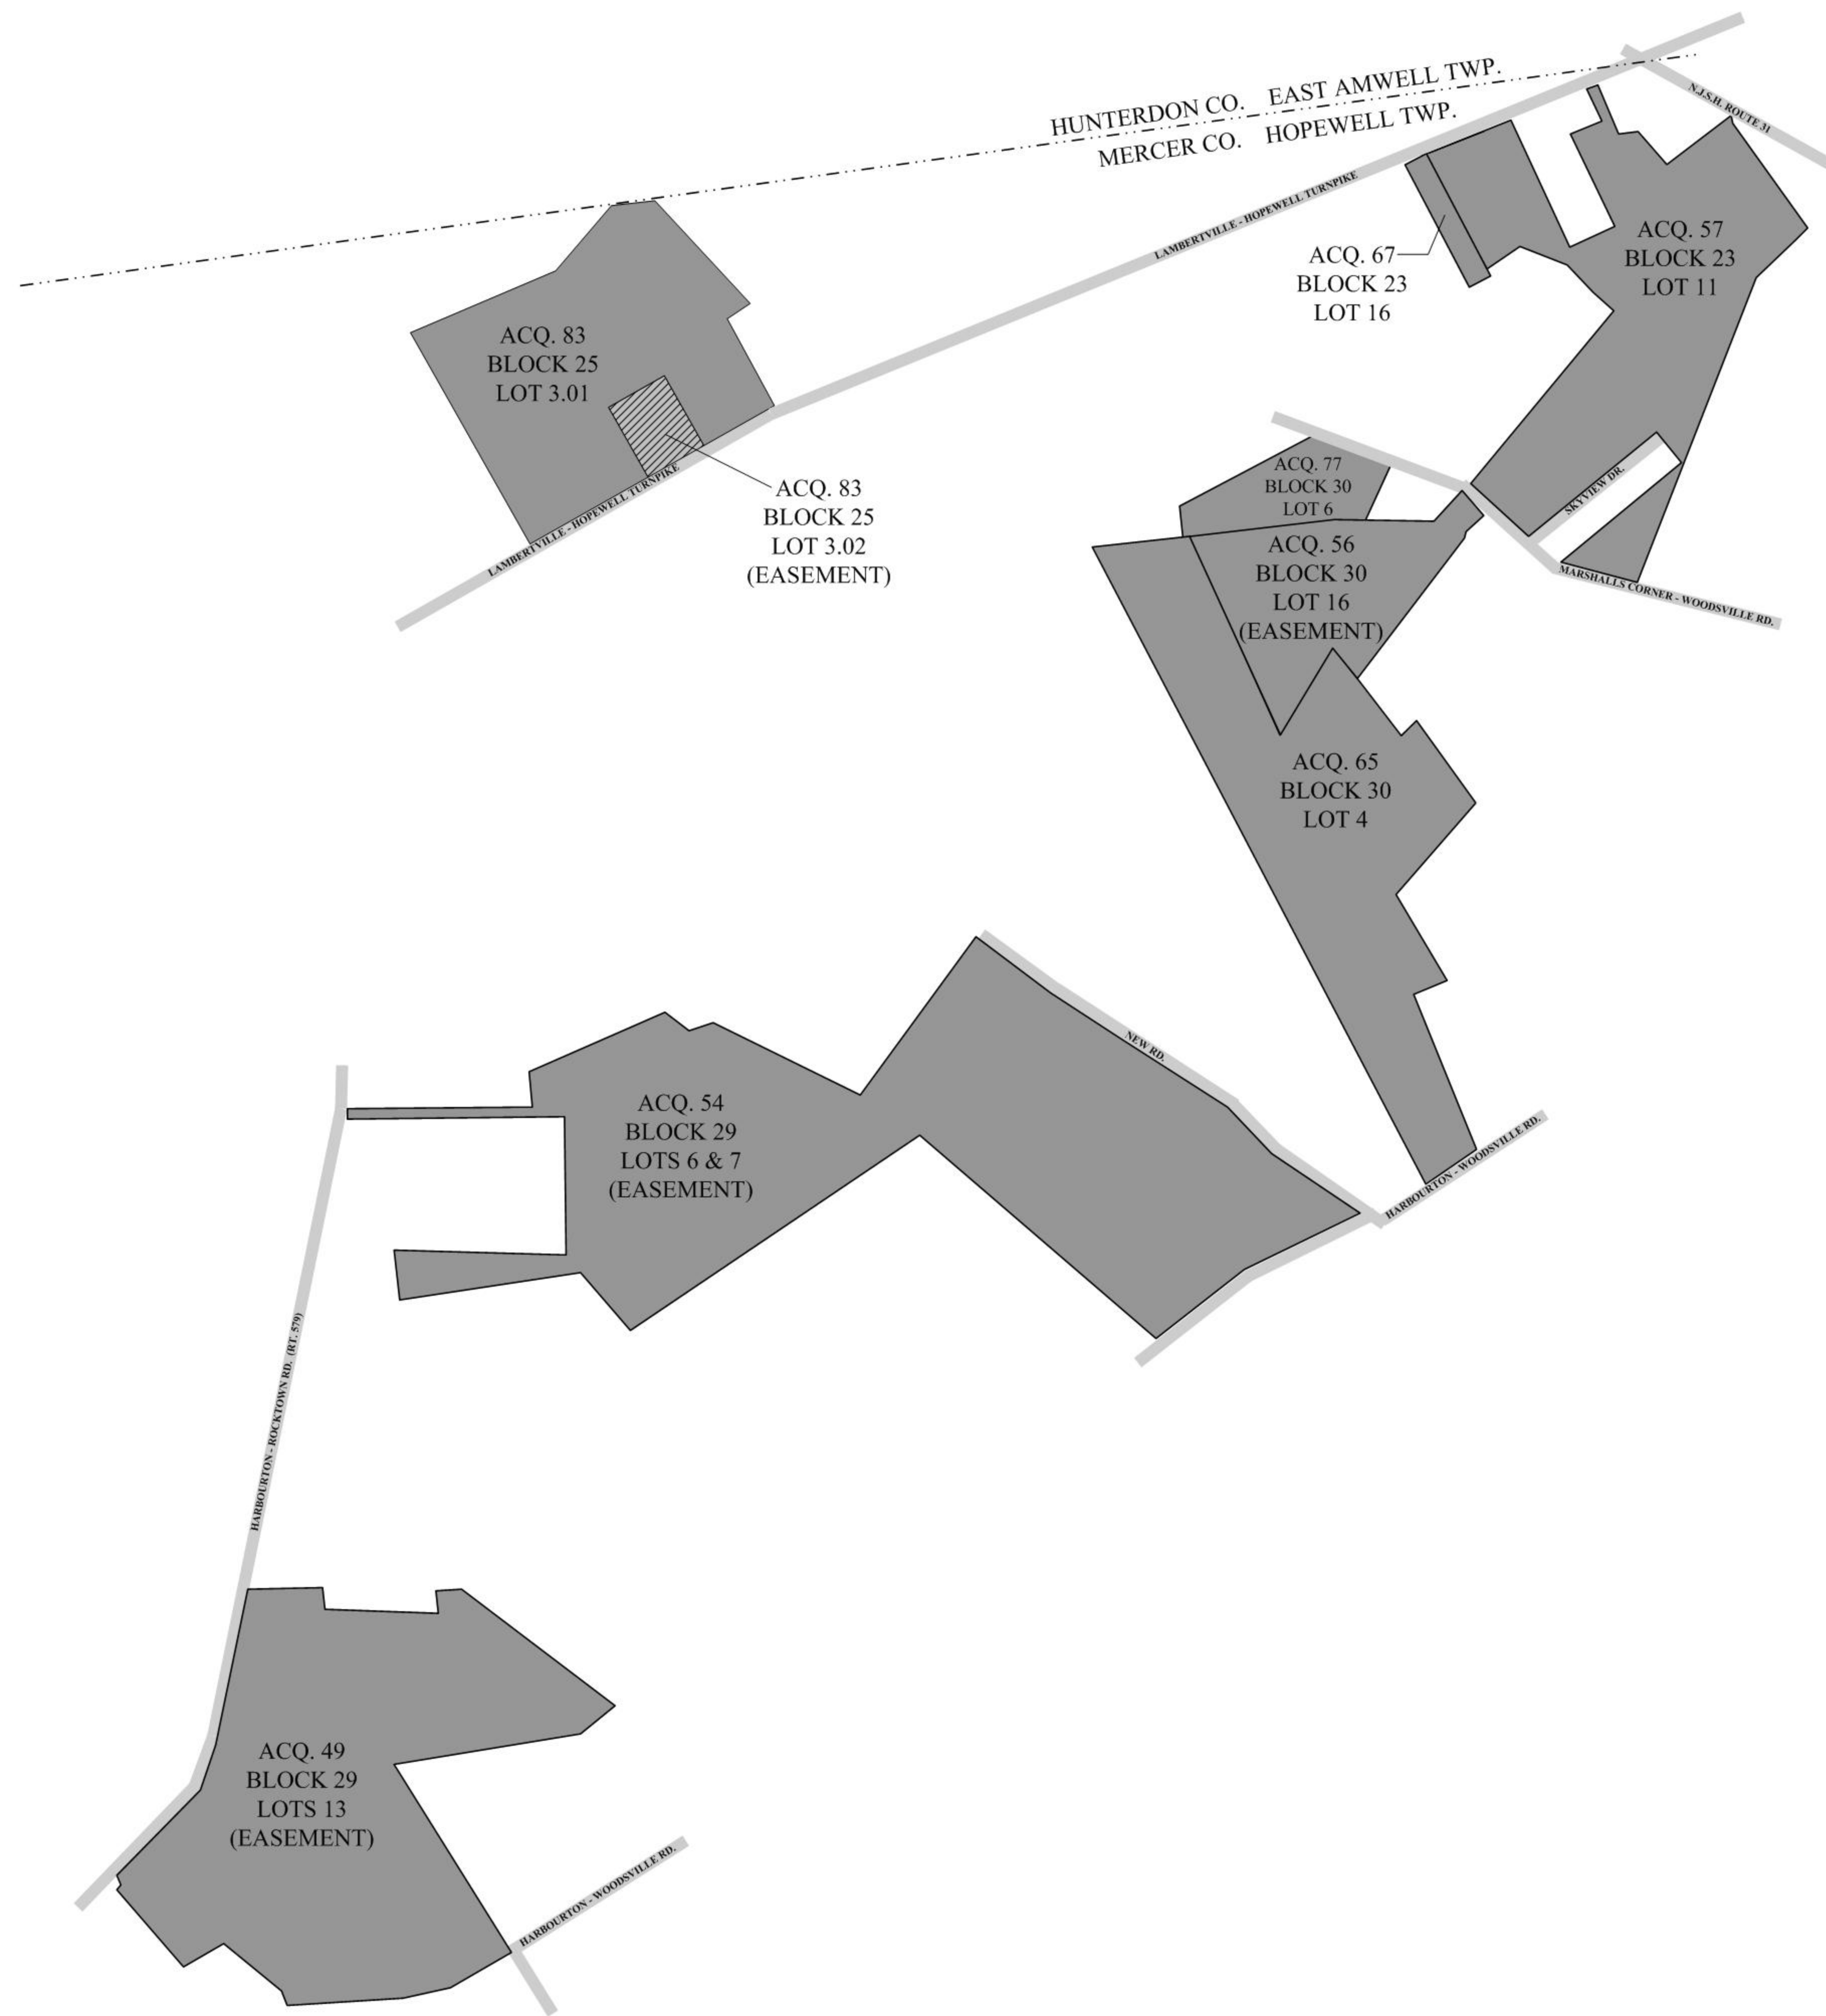 HUNTERDON CO. EAST AMWELL TWP.
MERCER CO. HOPEWELL TWP.
N.J.S.H. ROUTE 31
LAMBERTVILLE - HOPEWELL TURNPIKE
ACQ. 57
BLOCK 23
LOT 11
ACQ. 67
BLOCK 23
LOT 16
ACQ. 83
BLOCK 25
LOT 3.01
ACQ. 83
BLOCK 25
LOT 3.02
(EASEMENT)
LAMBERTVILLE - HOPEWELL TURNPIKE
ACQ. 77
BLOCK 30
LOT 6
SKYVIEW DR.
MARSHALLS CORNER - WOODSVILLE RD.
ACQ. 56
BLOCK 30
LOT 16
(EASEMENT)
ACQ. 65
BLOCK 30
LOT 4
NEW RD.
ACQ. 54
BLOCK 29
LOTS 6 & 7
(EASEMENT)
HARBOURTON - WOODSVILLE RD.
HARBOURTON - ROCKTOWN RD. (RT. 579)
ACQ. 49
BLOCK 29
LOTS 13
(EASEMENT)
HARBOURTON - WOODSVILLE RD.